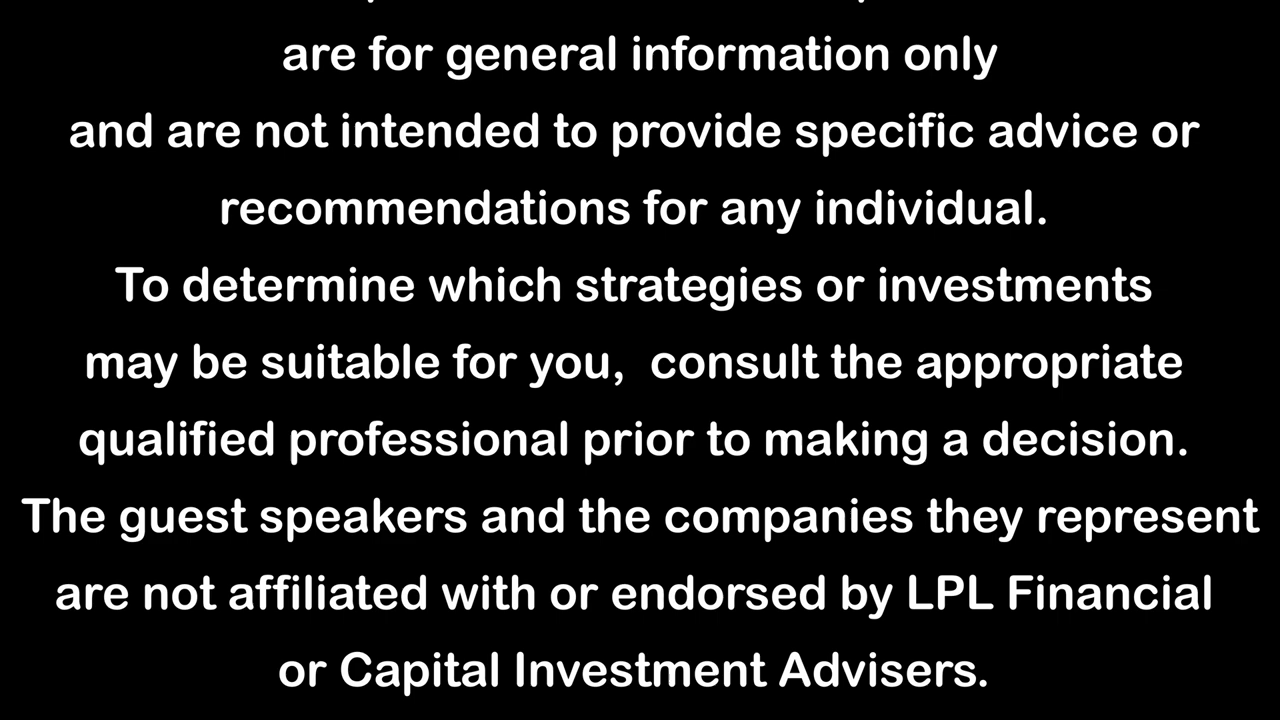 are for general information only
and are not intended to provide specific advice or
recommendations for any individual.
To determine which strategies or investments
may be suitable for you,  consult the appropriate
qualified professional prior to making a decision.
The guest speakers and the companies they represent
are not affiliated with or endorsed by LPL Financial
or Capital Investment Advisers.